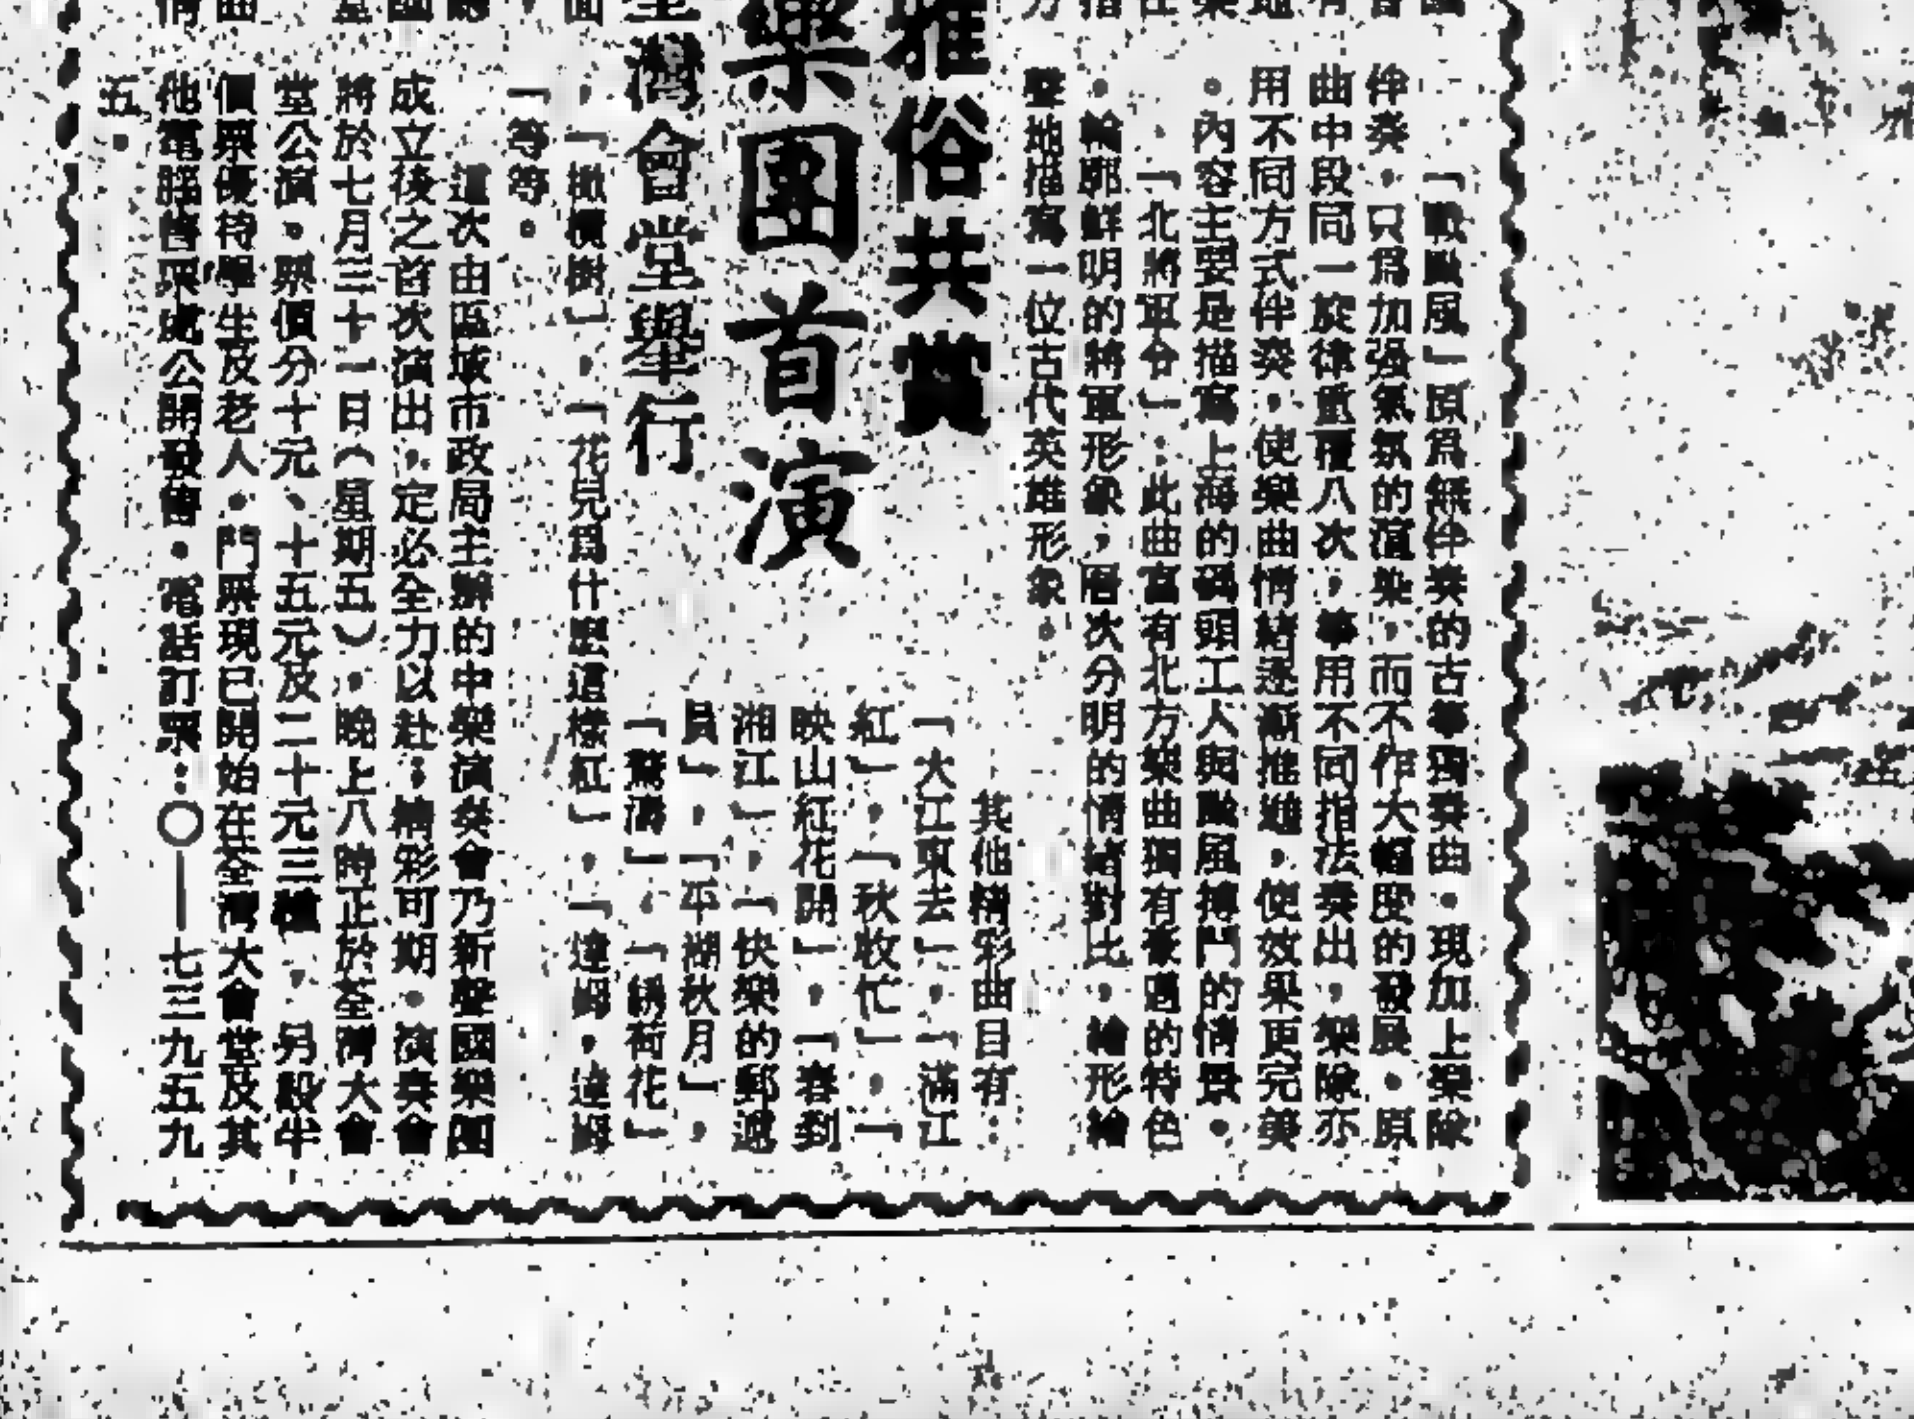 「戰颱風」原爲無伴奏的古箏獨奏曲。現加上樂隊
伴奏，只爲加强氣氛的渲染，而不作大幅度的發展。原
曲中段同一旋律重複八次，箏用不同指法奏出，樂隊亦
用不同方式伴奏，使樂曲情緒逐漸推進，使效果更完美
。內容主要是描寫上海的碼頭工人與颱風搏鬥的情景。
「北將軍令」：此曲富有北方樂曲獨有豪邁的特色
。輪廓鮮明的將軍形象，層次分明的情緒對比，繪形繪
聲地描寫一位古代英雄形象。
雅俗共賞
樂團首演
荃灣會堂舉行
其他精彩曲目有：
「大江東去」，「滿江
紅」，「秋收忙」，「
映山紅花開」，「春到
湘江」，「快樂的郵遞
員」，「平湖秋月」，
「驚濤」，「綉荷花」
，「橄欖樹」，「花兒爲什麽這樣紅」，「達姆，達姆
」等等。
這次由區域市政局主辦的中樂演奏會乃新聲國樂團
成立後之首次演出，定必全力以赴，精彩可期。演奏會
將於七月三十一日（星期五），晚上八時正於荃灣大會
堂公演。票價分十元、十五元及二十元三種，另設半
價票優待學生及老人。門票現已開始在荃灣大會堂及其
他電腦售票處公開發售。電話訂票：〇—七三九五九
五。